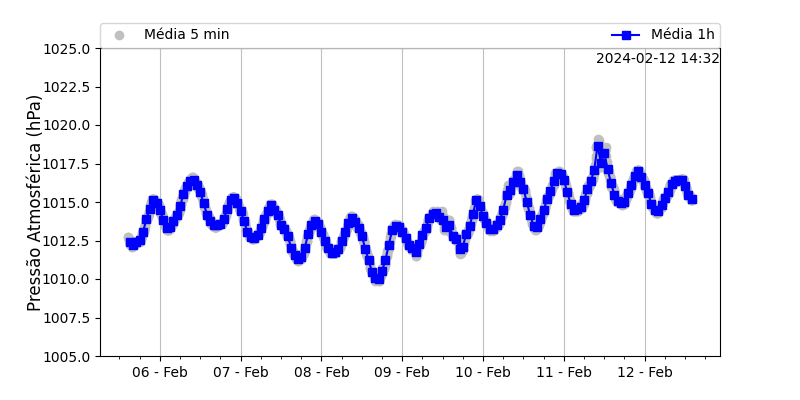 Média 5 min
Média 1h
2024-02-12 14:32
Pressão Atmosférica (hPa)
1025.0
1022.5
1020.0
1017.5
1015.0
1012.5
1010.0
1007.5
1005.0
06 - Feb
07 - Feb
08 - Feb
09 - Feb
10 - Feb
11 - Feb
12 - Feb